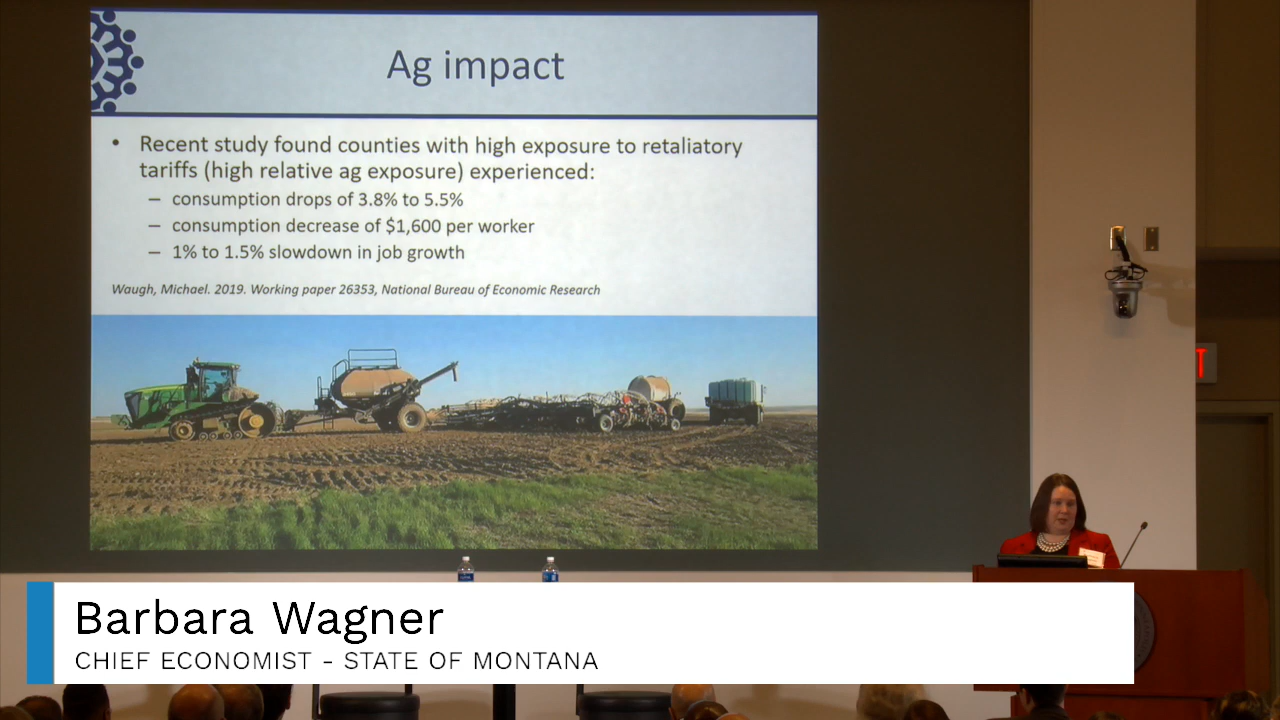 Ag impact
• Recent study found counties with high exposure to retaliatory
tariffs (high relative ag exposure) experienced:
– consumption drops of 3.8% to 5.5%
– consumption decrease of $1,600 per worker
– 1% to 1.5% slowdown in job growth
Waugh, Michael. 2019. Working paper 26353, National Bureau of Economic Research
T
Barbara Wagner
CHIEF ECONOMIST - STATE OF MONTANA